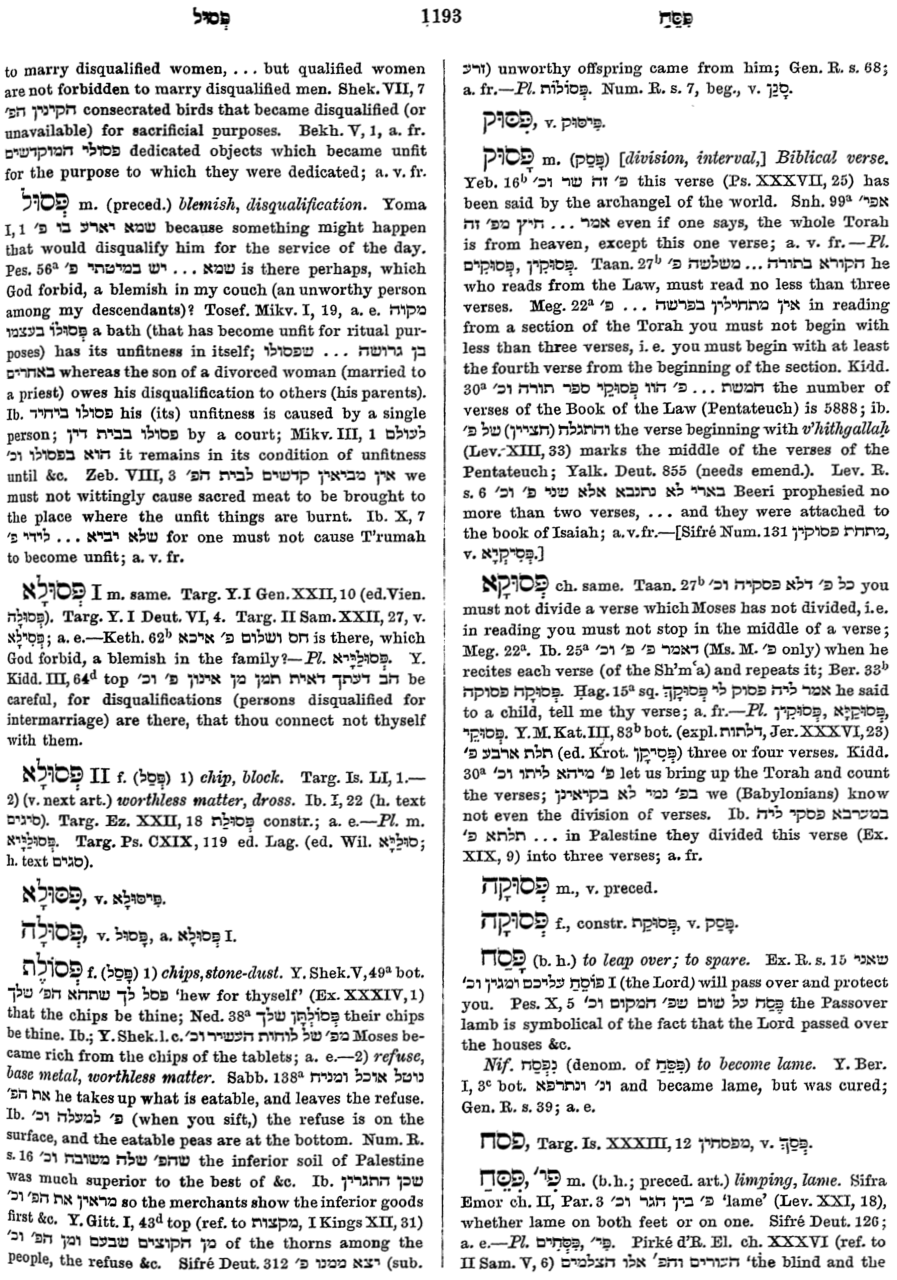 פְּסוּל 1193 פִּסֵּחַ
to marry disqualified women, . . . but qualified women
are not forbidden to marry disqualified men. Shek. VII, 7
הקינין הפ׳ consecrated birds that became disqualified (or
unavailable) for sacrificial purposes. Bekh. V, 1, a. fr.
פסולי המוקדשים dedicated objects which became unfit
for the purpose to which they were dedicated; a. v. fr.
פְּסוּל m. (preced.) blemish, disqualification. Yoma
I, 1 שמא יארע בו פ׳ because something might happen
that would disqualify him for the service of the day.
Pes. 56ᵃ שמא . . . יש במיטתי פ׳ is there perhaps, which
God forbid, a blemish in my couch (an unworthy person
among my descendants)? Tosef. Mikv. I, 19, a. e. מקוה
פְּסוּלוֹ בעצמו a bath (that has become unfit for ritual pur-
poses) has its unfitness in itself; בן גרושה . . . שפסולו
באחרים whereas the son of a divorced woman (married to
a priest) owes his disqualification to others (his parents).
Ib. פסולו ביחיד his (its) unfitness is caused by a single
person; פסולו בבית דין by a court; Mikv. III, 1 לעולם
הוא בפסולו וכ׳ it remains in its condition of unfitness
until &c. Zeb. VIII, 3 אין מביאין קדשים לבית הפ׳ we
must not wittingly cause sacred meat to be brought to
the place where the unfit things are burnt. Ib. X, 7
שלא יביא . . . לידי פ׳ for one must not cause T'rumah
to become unfit; a. v. fr.
פְּסוּלָא I m. same. Targ. Y. I Gen. XXII, 10 (ed. Vien.
פְּסוּלָה). Targ. Y. I Deut. VI, 4. Targ. II Sam. XXII, 27, v.
פְּסִילָא; a. e.—Keth. 62ᵇ חס ושלום פ׳ איכא is there, which
God forbid, a blemish in the family?—Pl. פְּסוּלַיָּיא. Y.
Kidd. III, 64ᵈ top הב דעתך דאית תמן מן אינון פ׳ וכ׳ be
careful, for disqualifications (persons disqualified for
intermarriage) are there, that thou connect not thyself
with them.
פְּסוּלָא II f. (פְּסַל) 1) chip, block. Targ. Is. LI, 1.—
2) (v. next art.) worthless matter, dross. Ib. I, 22 (h. text
סיגים). Targ. Ez. XXII, 18 פְּסוּלַת constr.; a. e.—Pl. m.
פְּסוּלַיָּיא. Targ. Ps. CXIX, 119 ed. Lag. (ed. Wil. סוּלַיָּא;
h. text סגים).
פִּסּוּלָא, v. פִּיסּוּלָא.
פְּסוּלָה, v. פָּסוּל, a. פְּסוּלָא I.
פְּסוֹלֶת f. (פָּסַל) 1) chips, stone-dust. Y. Shek. V, 49ᵃ bot.
פסל לך שתהא הפ׳ שלך 'hew for thyself' (Ex. XXXIV, 1)
that the chips be thine; Ned. 38ᵃ פְּסוֹלְתָּן שלך their chips
be thine. Ib.; Y. Shek. l. c. מפ׳ של לוחות העשיר וכ׳ Moses be-
came rich from the chips of the tablets; a. e.—2) refuse,
base metal, worthless matter. Sabb. 138ᵃ נוטל אוכל ומניח
את הפ׳ he takes up what is eatable, and leaves the refuse.
Ib. פ׳ למעלה וכ׳ (when you sift,) the refuse is on the
surface, and the eatable peas are at the bottom. Num. R.
s. 16 שהפ׳ שלה משובח וכ׳ the inferior soil of Palestine
was much superior to the best of &c. Ib. שכן התגרין
מראין את הפ׳ וכ׳ so the merchants show the inferior goods
first &c. Y. Gitt. I, 43ᵈ top (ref. to מקצות, I Kings XII, 31)
מן הקוצים שבעם ומן הפ׳ וכ׳ of the thorns among the
people, the refuse &c. Sifré Deut. 312 יצא ממנו פ׳ (sub.
זרע) unworthy offspring came from him; Gen. R. s. 68;
a. fr.—Pl. פְּסוֹלוֹת. Num. R. s. 7, beg., v. סָנַן.
פִּסּוּק, v. פִּיסּוּק.
פָּסוּק m. (פָּסַק) [division, interval,] Biblical verse.
Yeb. 16ᵇ פ׳ זה שר וכ׳ this verse (Ps. XXXVII, 25) has
been said by the archangel of the world. Snh. 99ᵃ אפי׳
אמר . . . חיץ מפ׳ זה even if one says, the whole Torah
is from heaven, except this one verse; a. v. fr.—Pl.
פְּסוּקִין, פְּסוּקִים. Taan. 27ᵇ הקורא בתורה . . . משלשה פ׳ he
who reads from the Law, must read no less than three
verses. Meg. 22ᵃ אין מתחילין בפרשה . . . פ׳ in reading
from a section of the Torah you must not begin with
less than three verses, i. e. you must begin with at least
the fourth verse from the beginning of the section. Kidd.
30ᵃ חמשת . . . פ׳ הוו פְּסוּקֵי ספר תורה וכ׳ the number of
verses of the Book of the Law (Pentateuch) is 5888; ib.
והתגלח (חציין) של פ׳ the verse beginning with v'hithgallaḥ
(Lev. XIII, 33) marks the middle of the verses of the
Pentateuch; Yalk. Deut. 855 (needs emend.). Lev. R.
s. 6 בארי לא נתנבא אלא שני פ׳ וכ׳ Beeri prophesied no
more than two verses, . . . and they were attached to
the book of Isaiah; a. v. fr.—[Sifré Num. 131 מתחת פסוקין,
v. פְּסִיקְיָא.]
פְּסוּקָא ch. same. Taan. 27ᵇ כל פ׳ דלא פסקיה וכ׳ you
must not divide a verse which Moses has not divided, i. e.
in reading you must not stop in the middle of a verse;
Meg. 22ᵃ. Ib. 25ᵃ דאמר פ׳ פ׳ וכ׳ (Ms. M. פ׳ only) when he
recites each verse (of the Sh'mʿa) and repeats it; Ber. 33ᵇ
פְּסוּקָה פסוקה. Ḥag. 15ᵃ sq. אמר ליה פסוק לי פְּסוּקָךְ he said
to a child, tell me thy verse; a. fr.—Pl. פְּסוּקַיָּא, פְּסוּקִין,
פְּסוּקֵי. Y. M. Kat. III, 83ᵇ bot. (expl. דלתות, Jer. XXXVI, 23)
תלת ארבע פ׳ (ed. Krot. פְּסִיקָן) three or four verses. Kidd.
30ᵃ פ׳ מיהא ליתו וכ׳ let us bring up the Torah and count
the verses; בפ׳ נמי לא בקיאינן we (Babylonians) know
not even the division of verses. Ib. במערבא פסקי ליה
תלתא פ׳ . . . in Palestine they divided this verse (Ex.
XIX, 9) into three verses; a. fr.
פְּסוּקָה m., v. preced.
פְּסוּקָה f., constr. פְּסוּקַת, v. פָּסַק.
פָּסַח (b. h.) to leap over; to spare. Ex. R. s. 15 שאני
פוֹסֵחַ עליכם ומגין וכ׳ I (the Lord) will pass over and protect
you. Pes. X, 5 פֶּסַח על שום שפ׳ המקום וכ׳ the Passover
lamb is symbolical of the fact that the Lord passed over
the houses &c.
Nif. נִפְסַח (denom. of פִּסֵּחַ) to become lame. Y. Ber.
I, 3ᶜ bot. ונ׳ ונתרפא and became lame, but was cured;
Gen. R. s. 39; a. e.
פסח, Targ. Is. XXXIII, 12 מפסחין, v. פְּסַךְ.
פִּסֵּחַ, פִּי׳ m. (b. h.; preced. art.) limping, lame. Sifra
Emor ch. II, Par. 3 פ׳ בין חגר וכ׳ 'lame' (Lev. XXI, 18),
whether lame on both feet or on one. Sifré Deut. 126;
a. e.—Pl. פִּסְּחִים, פִּי׳. Pirké d'R. El. ch. XXXVI (ref. to
II Sam. V, 6) העורים והפ׳ אלו הצלמים 'the blind and the